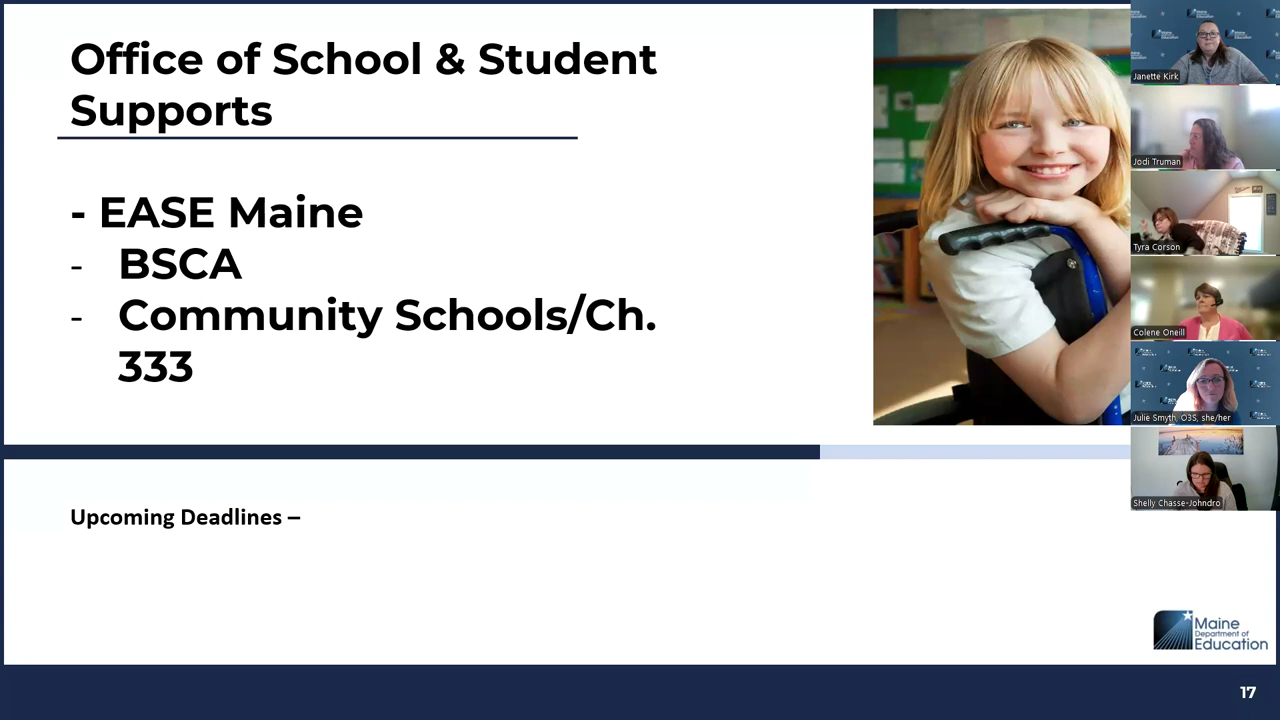 Office of School & Student
Supports
- EASE Maine
- BSCA
- Community Schools/Ch.
333
Upcoming Deadlines –
Janette Kirk
Jodi Truman
Tyra Corson
Colene Oneill
Julie Smyth, O3S, she/her
Shelly Chasse-Johndro
Maine
Department of
Education
17